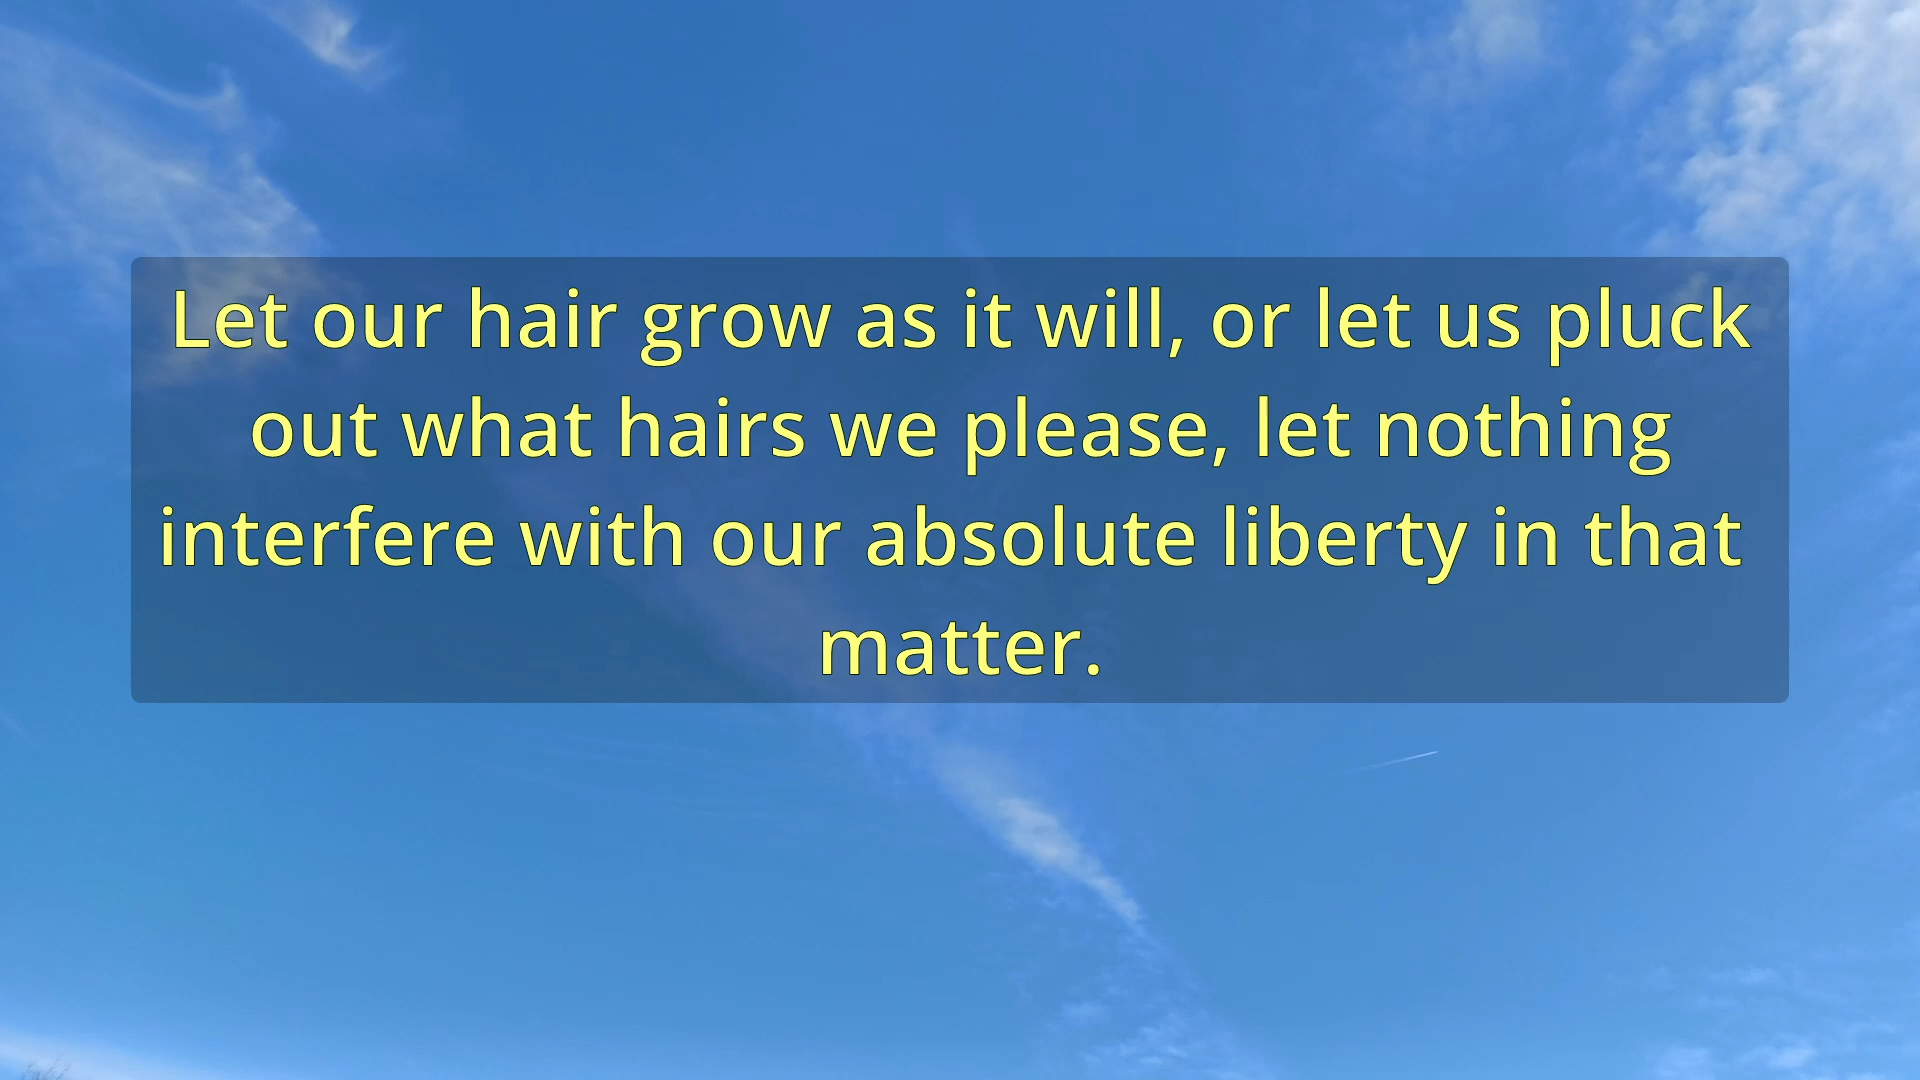 Let our hair grow as it will, or let us pluck
out what hairs we please, let nothing
interfere with our absolute liberty in that
matter.